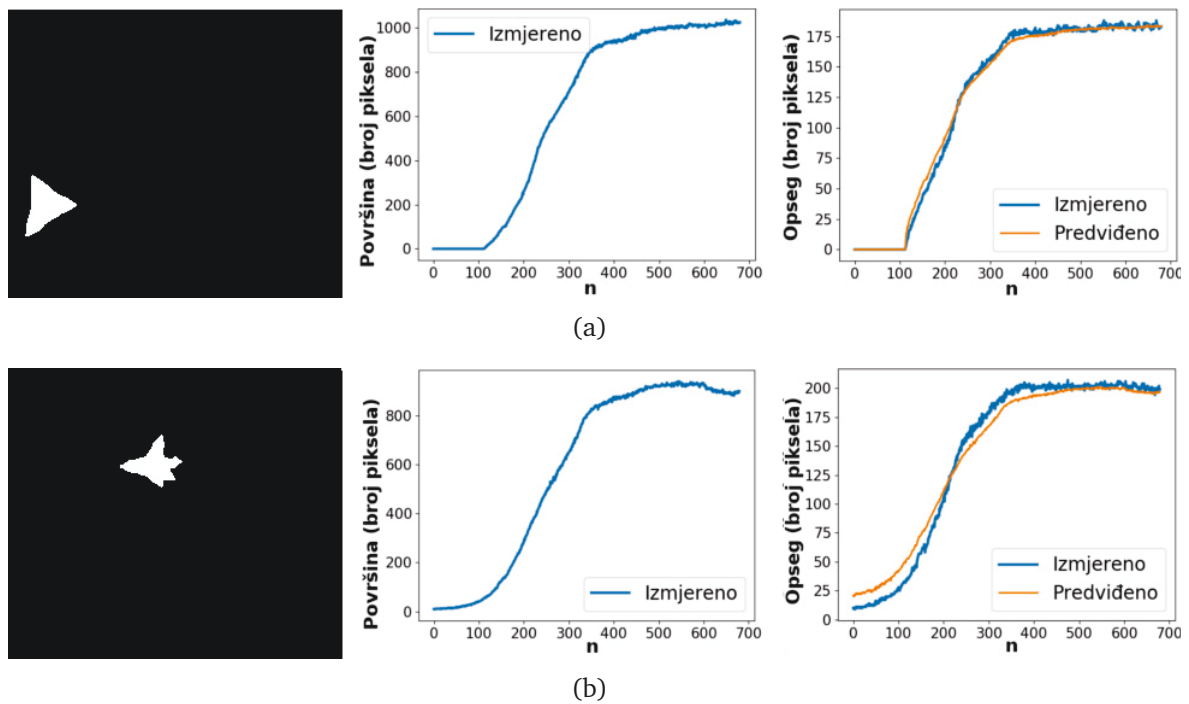 Površina (broj piksela)
1000
800
600
400
200
0
Izmjereno
0 100 200 300 400 500 600 700
n
Opseg (broj piksela)
175
150
125
100
75
50
25
0
Izmjereno
Predviđeno
0 100 200 300 400 500 600 700
n
(a)
Površina (broj piksela)
800
600
400
200
0
Izmjereno
0 100 200 300 400 500 600 700
n
Opseg (broj piksela)
200
175
150
125
100
75
50
25
0
Izmjereno
Predviđeno
0 100 200 300 400 500 600 700
n
(b)